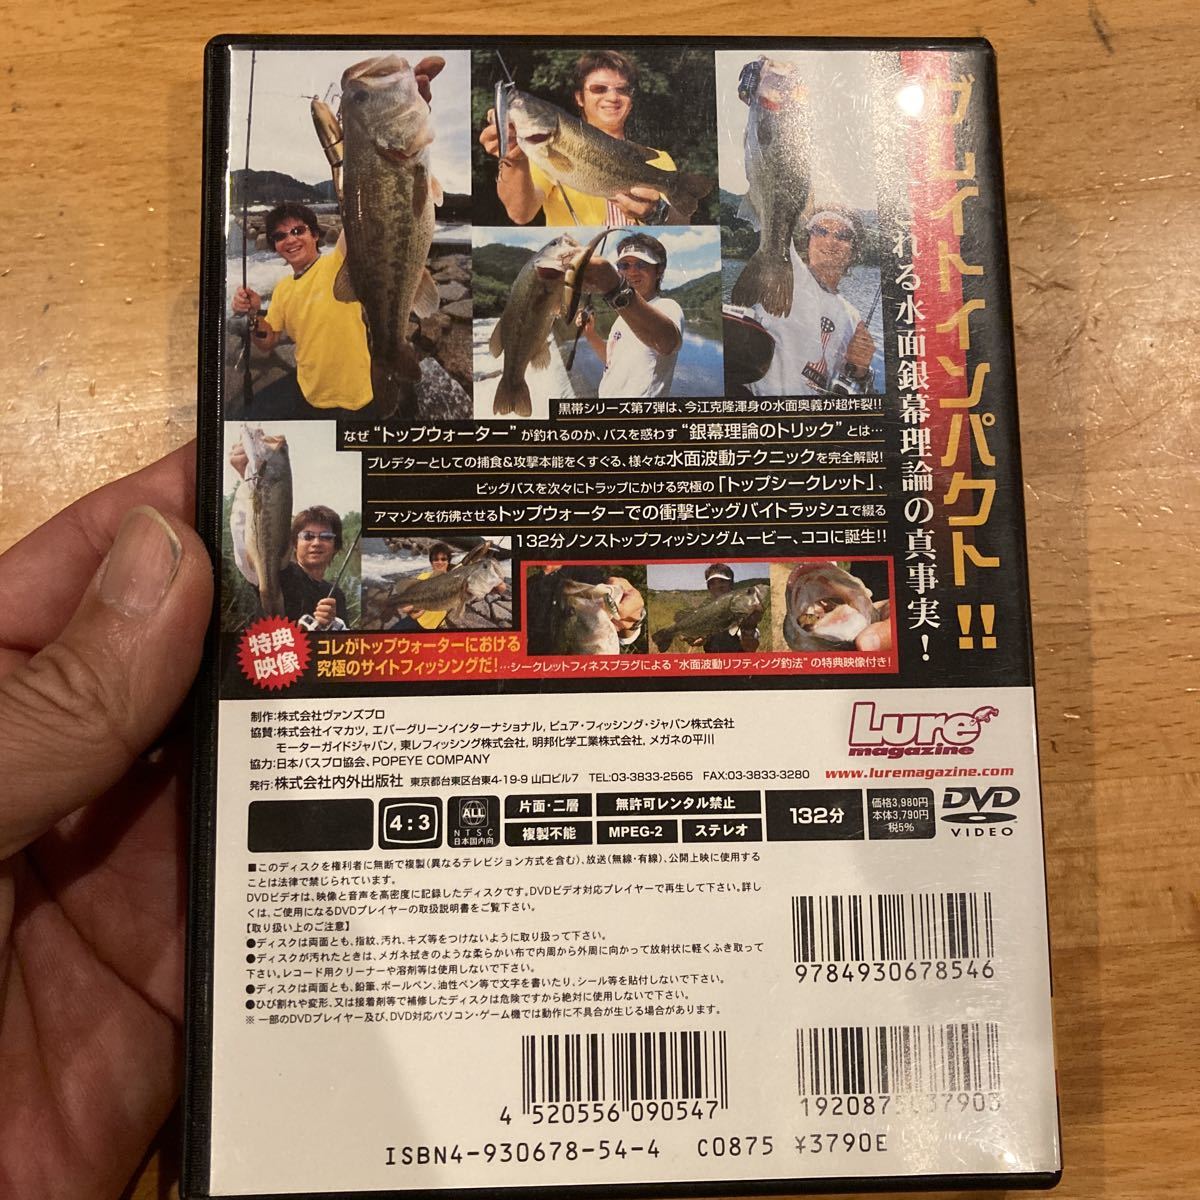 ブレイトインパクト!!
れる水面銀幕理論の真事実!
黒帯シリーズ第7弾は、今江克隆渾身の水面奥義が超炸裂!!
なぜ“トップウォーター”が釣れるのか、バスを惑わす“銀幕理論のトリック”とは…
プレデターとしての捕食&攻撃本能をくすぐる、様々な水面波動テクニックを完全解説!
ビッグバスを次々にトラップにかける究極の「トップシークレット」、
アマゾンを彷彿させるトップウォーターでの衝撃ビッグバイトラッシュで綴る
132分ノンストップフィッシングムービー、ココに誕生!!
特典
映像
コレがトップウォーターにおける
究極のサイトフィッシングだ!…シークレットフィネスプラグによる“水面波動リフティング釣法”の特典映像付き!
制作:株式会社ヴァンズプロ
協賛:株式会社イマカツ, エバーグリーンインターナショナル, ピュア・フィッシング・ジャパン株式会社
モーターガイドジャパン, 東レフィッシング株式会社, 明邦化学工業株式会社, メガネの平川
協力:日本バスプロ協会, POPEYE COMPANY
発行:株式会社内外出版社 東京都台東区台東4-19-9 山口ビル7 TEL:03-3833-2565 FAX:03-3833-3280
Lure
magazine
www.luremagazine.com
4:3
ALL
NTSC
日本国内向
片面・二層
無許可レンタル禁止
複製不能
MPEG-2
ステレオ
132分
価格3,980円
本体3,790円
税5%
DVD
VIDEO
■このディスクを権利者に無断で複製(異なるテレビジョン方式を含む)、放送(無線・有線)、公開上映に使用する
ことは法律で禁じられています。
DVDビデオは、映像と音声を高密度に記録したディスクです。DVDビデオ対応プレイヤーで再生して下さい。詳し
くは、ご使用になるDVDプレイヤーの取扱説明書をご覧下さい。
【取り扱い上のご注意】
●ディスクは両面とも、指紋、汚れ、キズ等をつけないように取り扱って下さい。
●ディスクが汚れたときは、メガネ拭きのような柔らかい布で内周から外周に向かって放射状に軽くふき取って
下さい。レコード用クリーナーや溶剤等は使用しないで下さい。
●ディスクは両面とも、鉛筆、ボールペン、油性ペン等で文字を書いたり、シール等を貼付しないで下さい。
●ひび割れや変形、又は接着剤等で補修したディスクは危険ですから絶対に使用しないで下さい。
※ 一部のDVDプレイヤー及び、DVD対応パソコン・ゲーム機では動作に不具合が生じる場合があります。
9784930678546
4 520556 090547
1920875037903
ISBN4-930678-54-4 C0875 ¥3790E